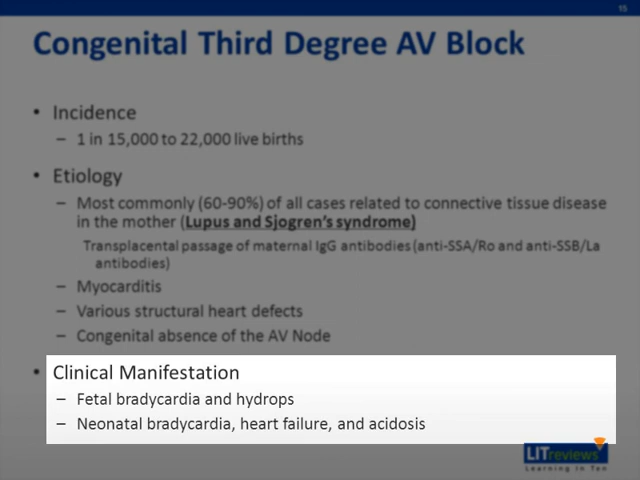 15
Congenital Third Degree AV Block
• Incidence
– 1 in 15,000 to 22,000 live births
• Etiology
– Most commonly (60-90%) of all cases related to connective tissue disease
in the mother (Lupus and Sjogren's syndrome)
Transplacental passage of maternal IgG antibodies (anti-SSA/Ro and anti-SSB/La
antibodies)
– Myocarditis
– Various structural heart defects
– Congenital absence of the AV Node
• Clinical Manifestation
– Fetal bradycardia and hydrops
– Neonatal bradycardia, heart failure, and acidosis
LITreviews
Learning In Ten